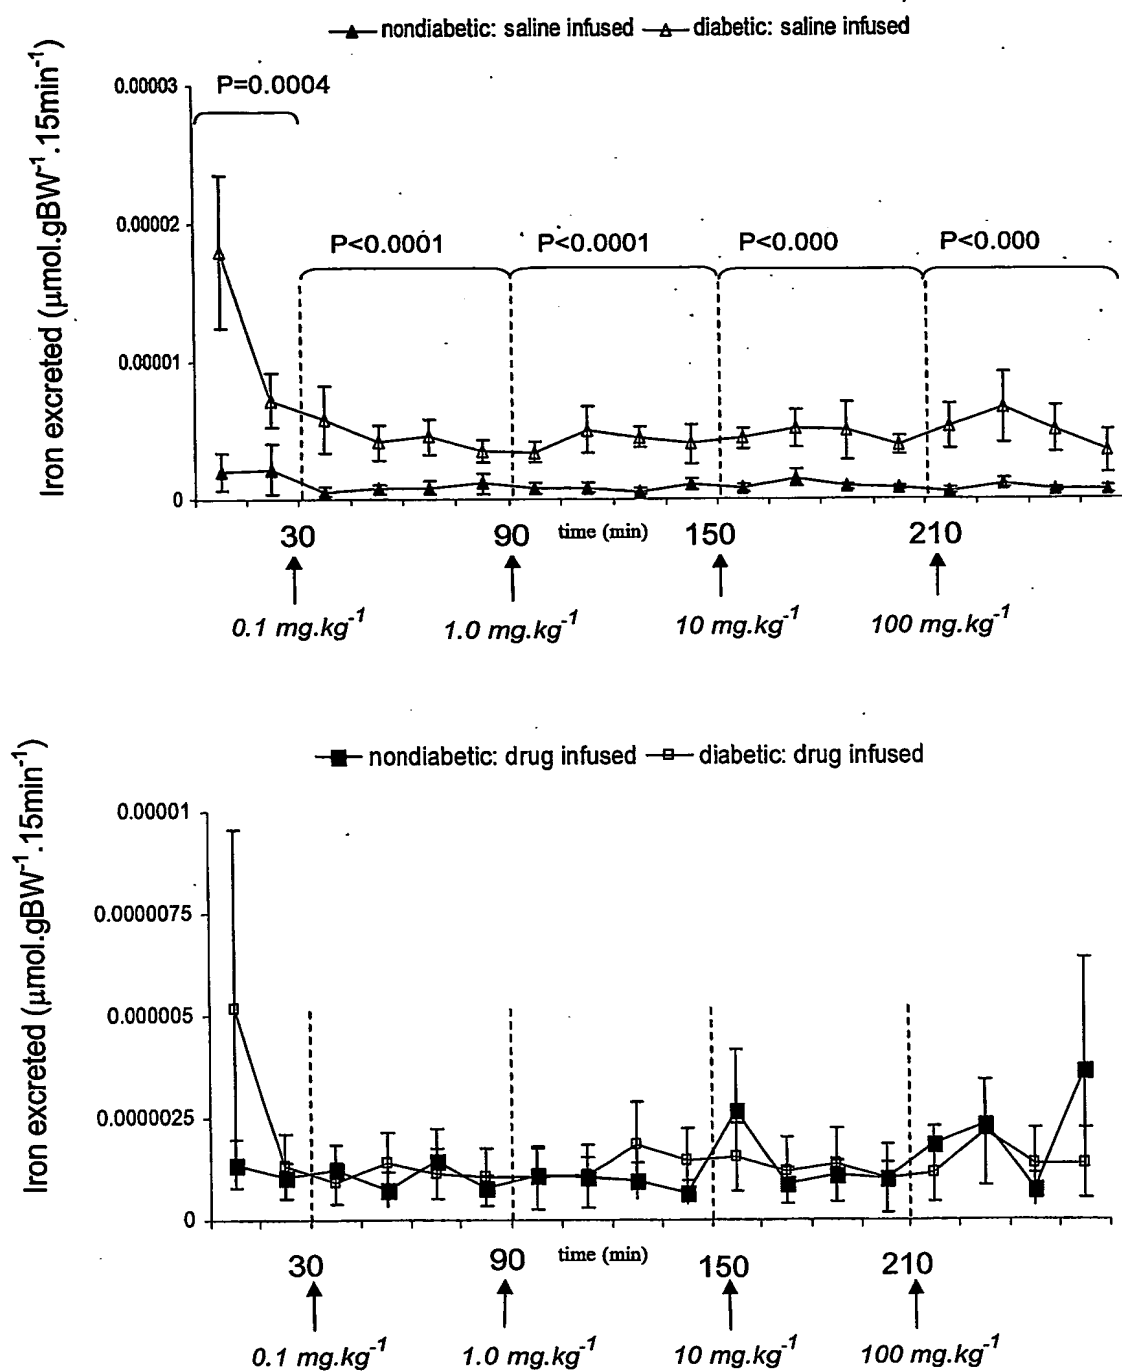 nondiabetic: saline infused diabetic: saline infused
Iron excreted (µmol.gBW⁻¹.15min⁻¹)
0.00003
P=0.0004
0.00002
P<0.0001 P<0.0001 P<0.000 P<0.000
0.00001
0
30 90 time (min) 150 210
0.1 mg.kg⁻¹ 1.0 mg.kg⁻¹ 10 mg.kg⁻¹ 100 mg.kg⁻¹
nondiabetic: drug infused diabetic: drug infused
Iron excreted (µmol.gBW⁻¹.15min⁻¹)
0.00001
0.0000075
0.000005
0.0000025
0
30 90 time (min) 150 210
0.1 mg.kg⁻¹ 1.0 mg.kg⁻¹ 10 mg.kg⁻¹ 100 mg.kg⁻¹